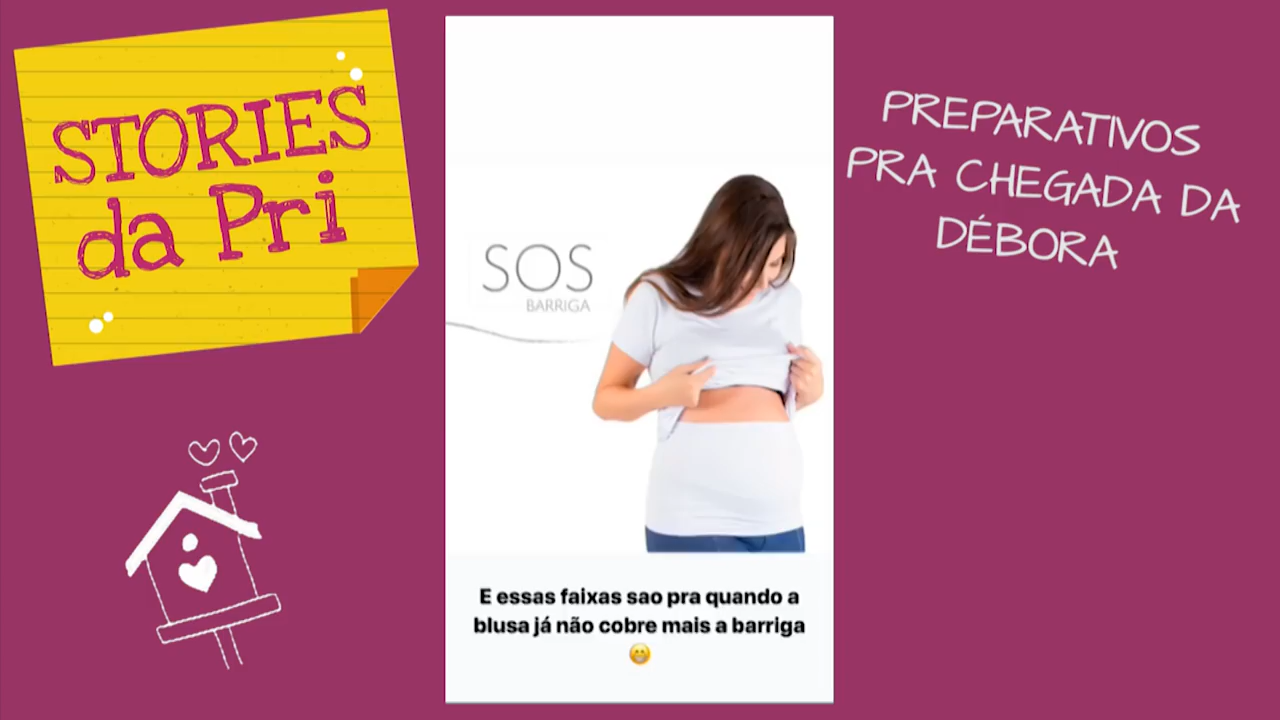 STORIES
da Pri
PREPARATIVOS
PRA CHEGADA DA
DÉBORA
SOS
BARRIGA
E essas faixas sao pra quando a
blusa já não cobre mais a barriga
😁